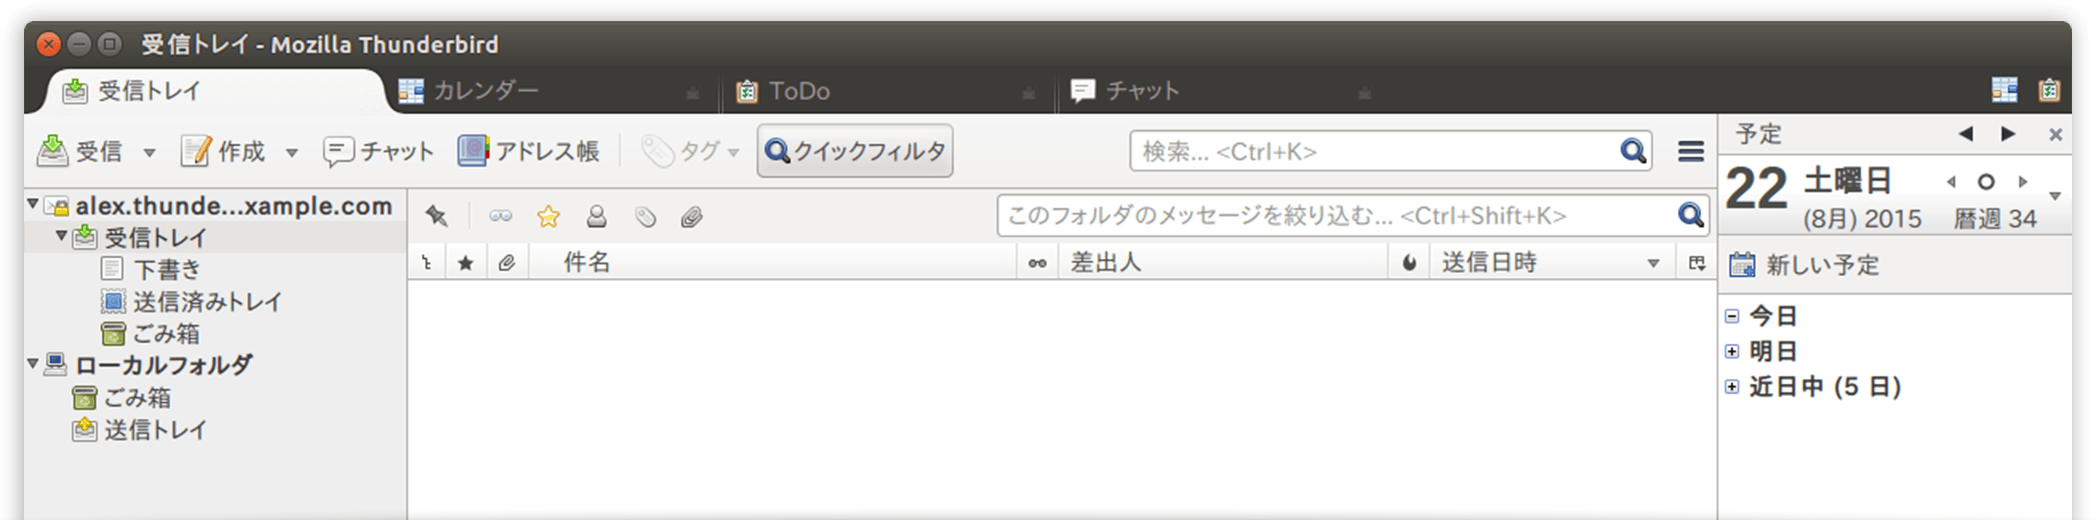 受信トレイ - Mozilla Thunderbird
受信トレイ カレンダー ToDo チャット
受信 作成 チャット アドレス帳 タグ クイックフィルタ 検索... <Ctrl+K>
alex.thunde...xample.com
受信トレイ
下書き
送信済みトレイ
ごみ箱
ローカルフォルダ
ごみ箱
送信トレイ
このフォルダのメッセージを絞り込む... <Ctrl+Shift+K>
件名 差出人 送信日時
予定
22 土曜日
(8月) 2015 暦週 34
新しい予定
今日
明日
近日中 (5 日)